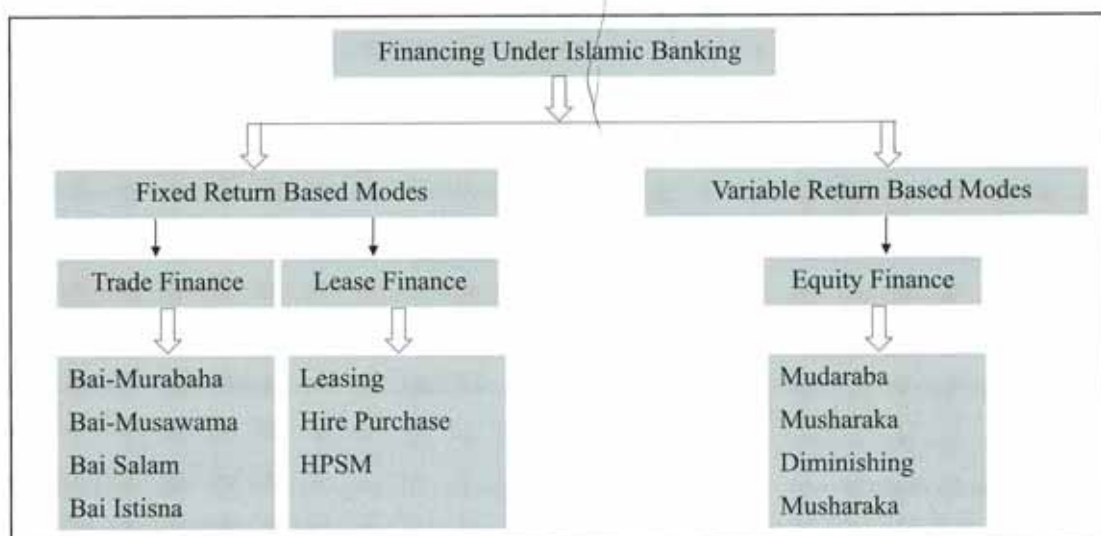 Financing Under Islamic Banking
Fixed Return Based Modes
Variable Return Based Modes
Trade Finance
Lease Finance
Equity Finance
Bai-Murabaha
Bai-Musawama
Bai Salam
Bai Istisna
Leasing
Hire Purchase
HPSM
Mudaraba
Musharaka
Diminishing
Musharaka